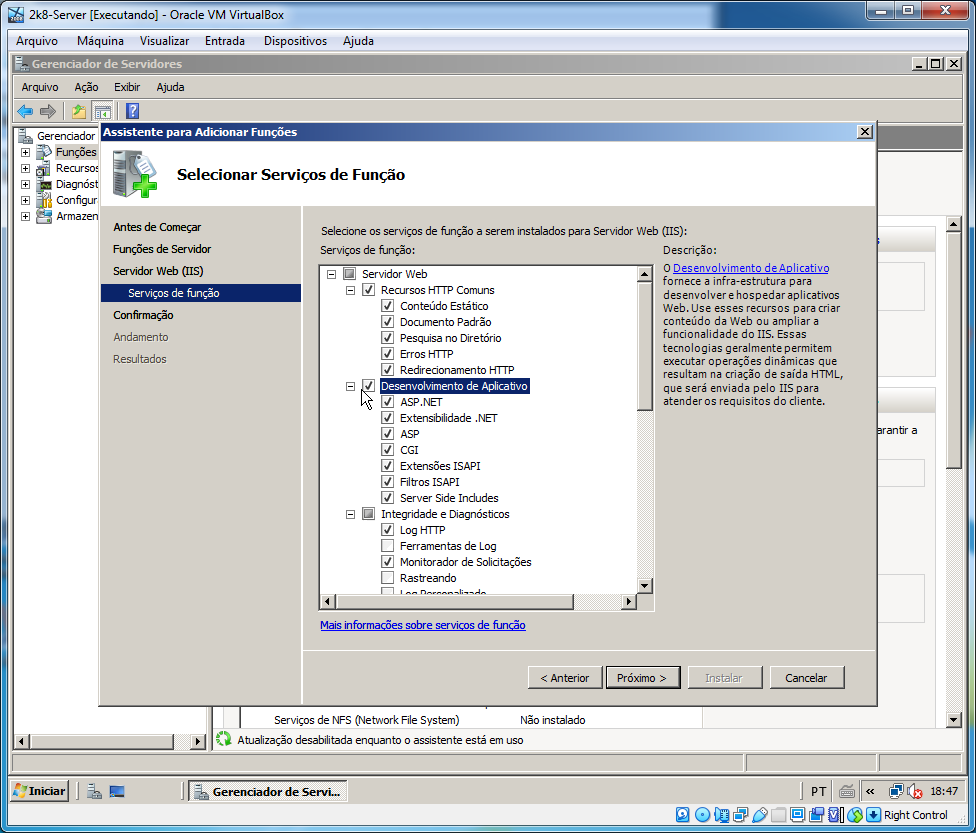 2k8-Server [Executando] - Oracle VM VirtualBox
Arquivo Máquina Visualizar Entrada Dispositivos Ajuda
Gerenciador de Servidores
Arquivo Ação Exibir Ajuda
Gerenciador
Funções
Recursos
Diagnóst
Configur
Armazen
Assistente para Adicionar Funções
Selecionar Serviços de Função
Antes de Começar
Funções de Servidor
Servidor Web (IIS)
Serviços de função
Confirmação
Andamento
Resultados
Selecione os serviços de função a serem instalados para Servidor Web (IIS):
Serviços de função:
Servidor Web
Recursos HTTP Comuns
Conteúdo Estático
Documento Padrão
Pesquisa no Diretório
Erros HTTP
Redirecionamento HTTP
Desenvolvimento de Aplicativo
ASP.NET
Extensibilidade .NET
ASP
CGI
Extensões ISAPI
Filtros ISAPI
Server Side Includes
Integridade e Diagnósticos
Log HTTP
Ferramentas de Log
Monitorador de Solicitações
Rastreando
Log Personalizado
Mais informações sobre serviços de função
Descrição:
O Desenvolvimento de Aplicativo
fornece a infra-estrutura para
desenvolver e hospedar aplicativos
Web. Use esses recursos para criar
conteúdo da Web ou ampliar a
funcionalidade do IIS. Essas
tecnologias geralmente permitem
executar operações dinâmicas que
resultam na criação de saída HTML,
que será enviada pelo IIS para
atender os requisitos do cliente.
arantir a
< Anterior Próximo > Instalar Cancelar
Serviços de NFS (Network File System) Não instalado
Atualização desabilitada enquanto o assistente está em uso
Iniciar Gerenciador de Servi... PT « 18:47
Right Control